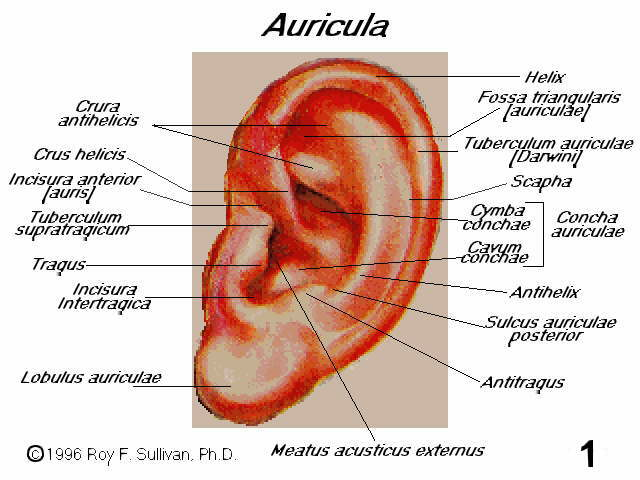 Auricula
Crura
antihelicis
Crus helicis
Incisura anterior
[auris]
Tuberculum
supratragicum
Tragus
Incisura
Intertragica
Lobulus auriculae
Helix
Fossa triangularis
[auriculae]
Tuberculum auriculae
[Darwini]
Scapha
Cymba
conchae
Concha
auriculae
Cavum
conchae
Antihelix
Sulcus auriculae
posterior
Antitragus
Meatus acusticus externus
© 1996 Roy F. Sullivan, Ph.D.
1